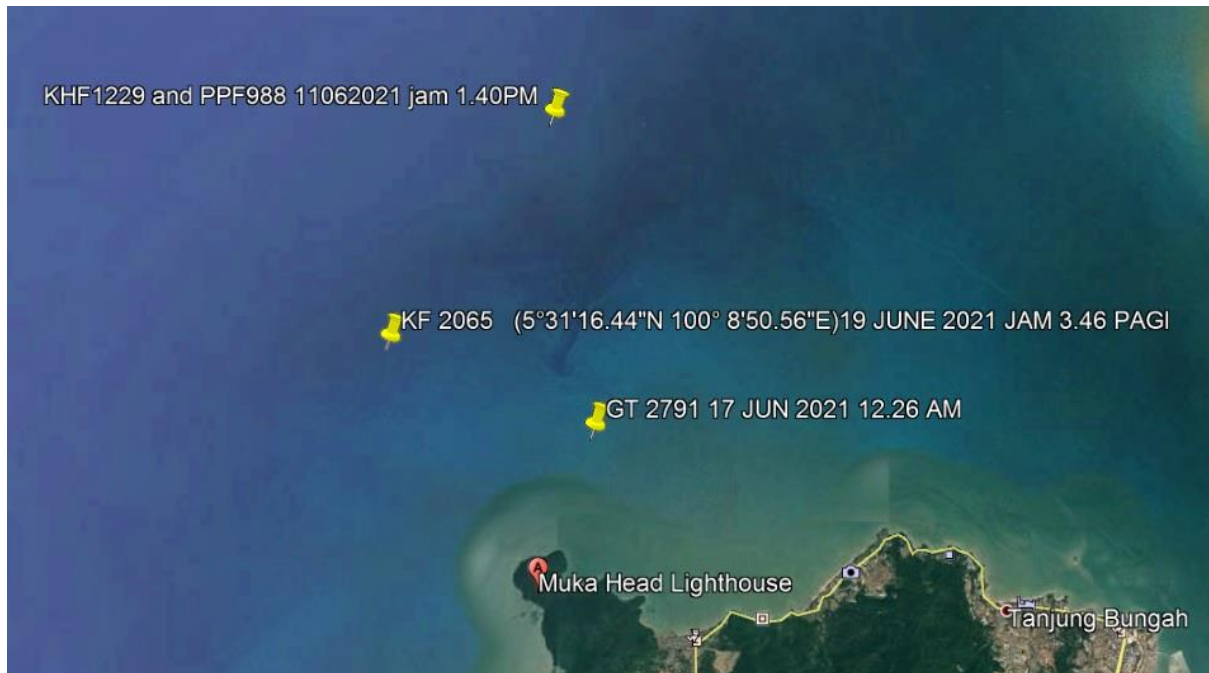 KHF1229 and PPF988 11062021 jam 1.40PM
KF 2065 (5°31'16.44"N 100° 8'50.56"E)19 JUNE 2021 JAM 3.46 PAGI
GT 2791 17 JUN 2021 12.26 AM
A
Muka Head Lighthouse
Tanjung Bungah